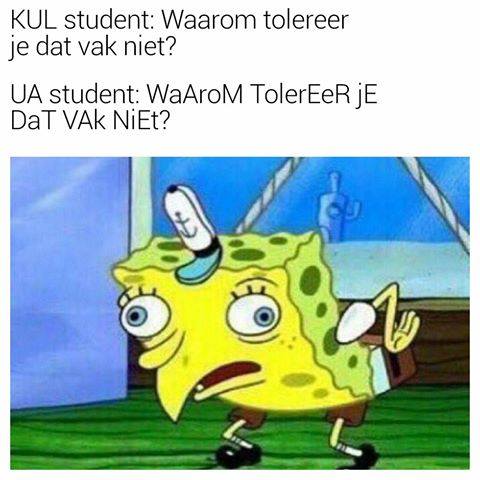 KUL student: Waarom tolereer
je dat vak niet?
UA student: WaAroM TolerEeR jE
DaT VAk NiEt?